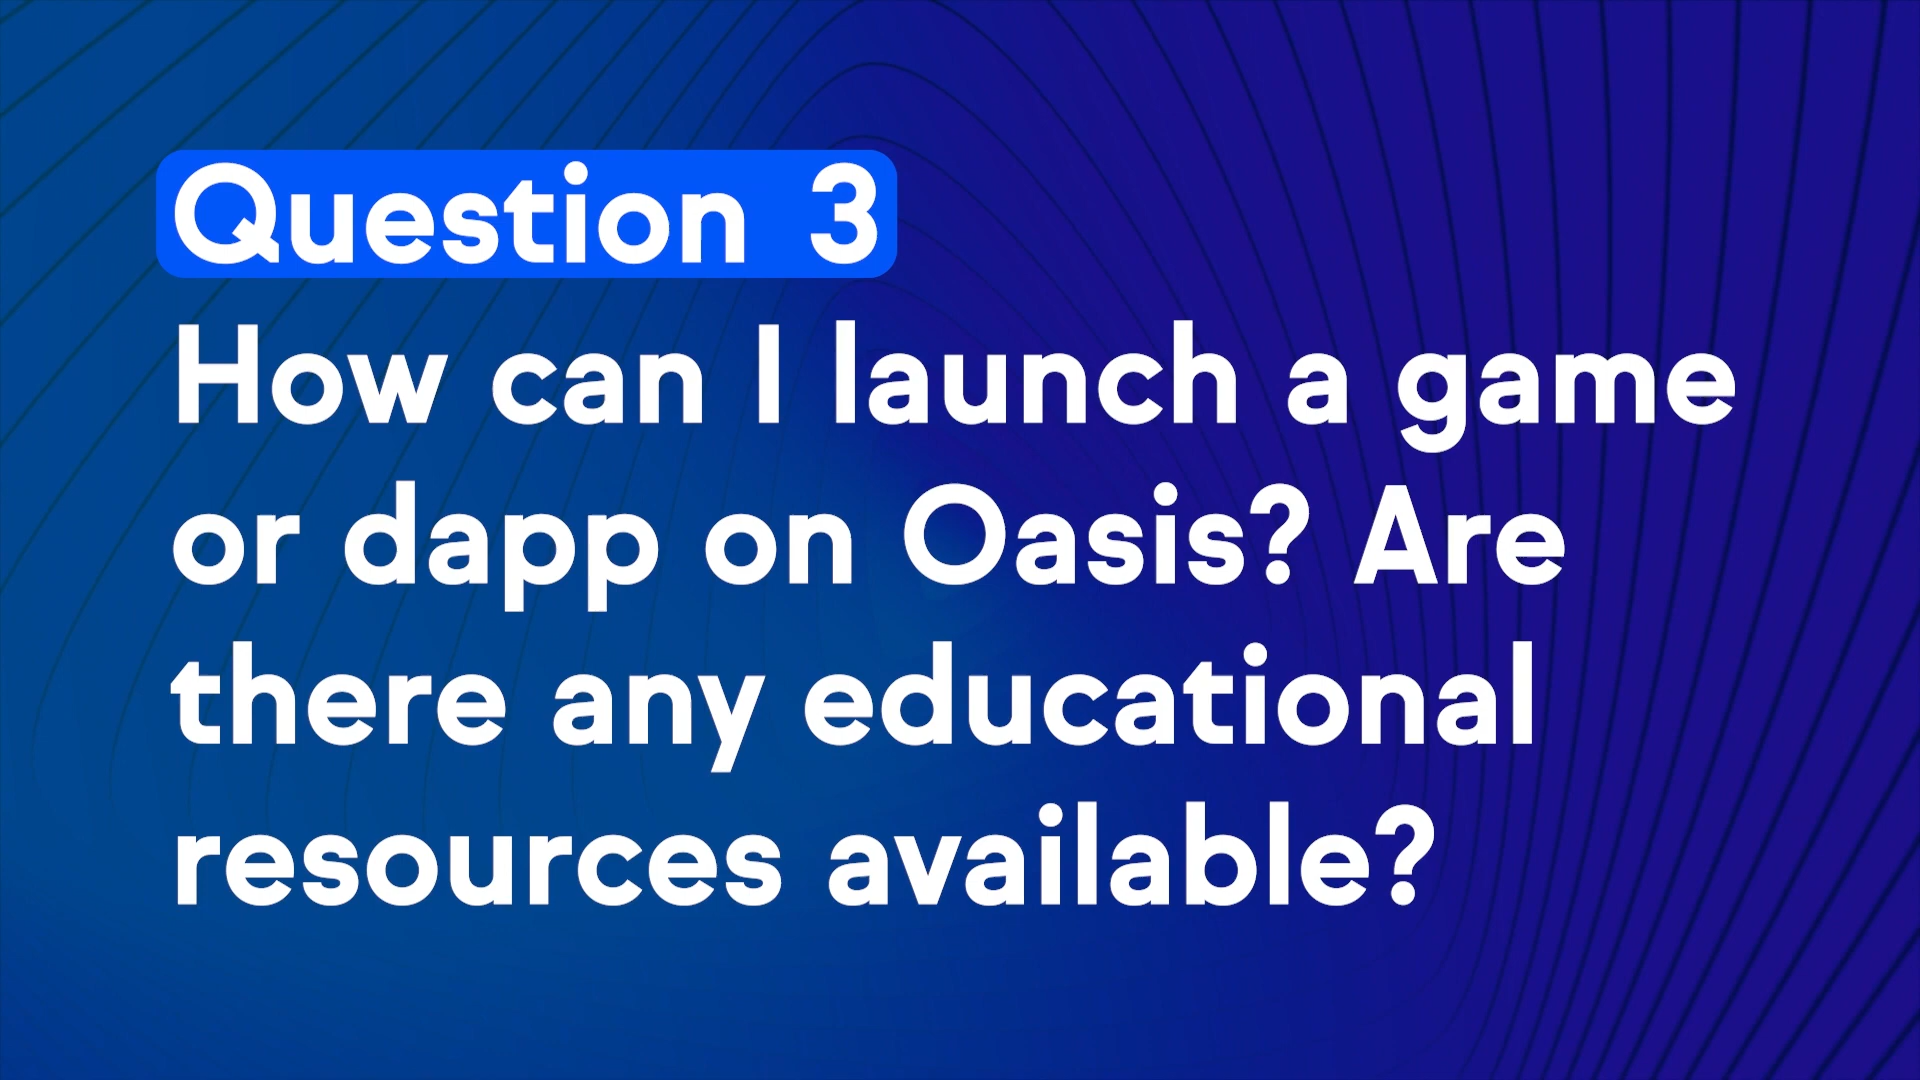 Question 3
How can I launch a game
or dapp on Oasis? Are
there any educational
resources available?